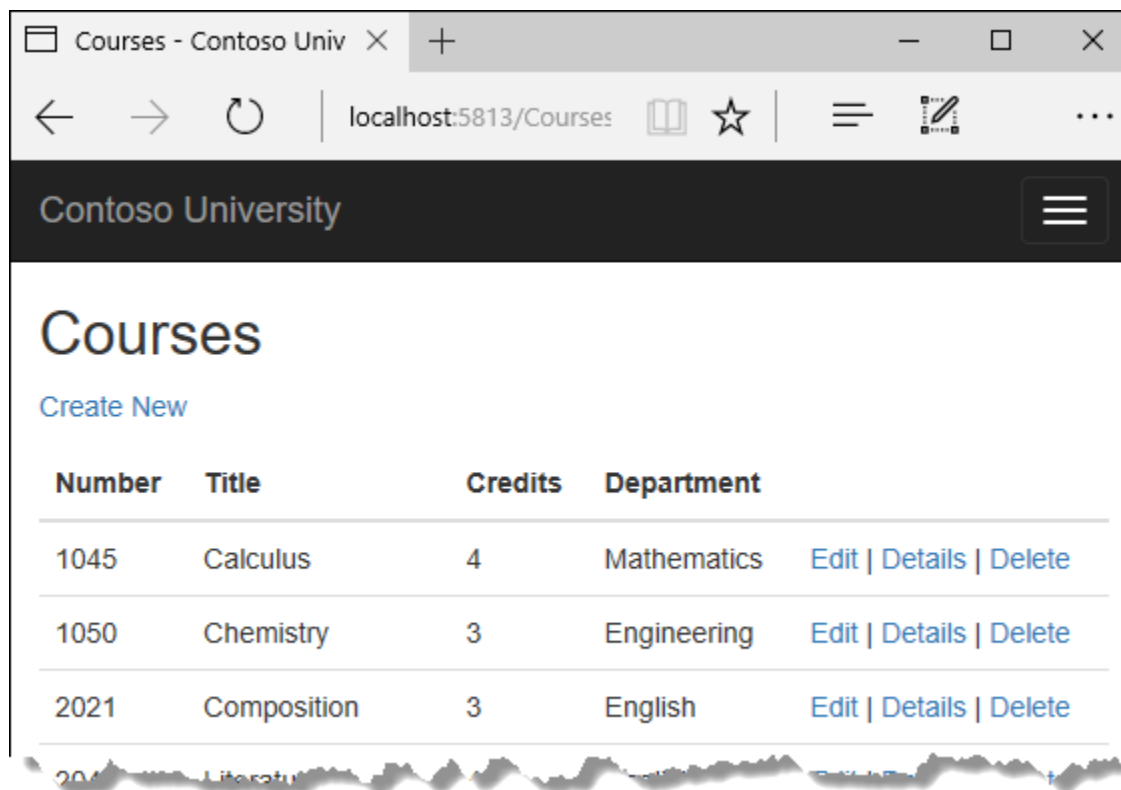 Courses - Contoso Univ
localhost:5813/Courses
Contoso University
Courses
Create New
Number Title Credits Department
1045 Calculus 4 Mathematics Edit | Details | Delete
1050 Chemistry 3 Engineering Edit | Details | Delete
2021 Composition 3 English Edit | Details | Delete